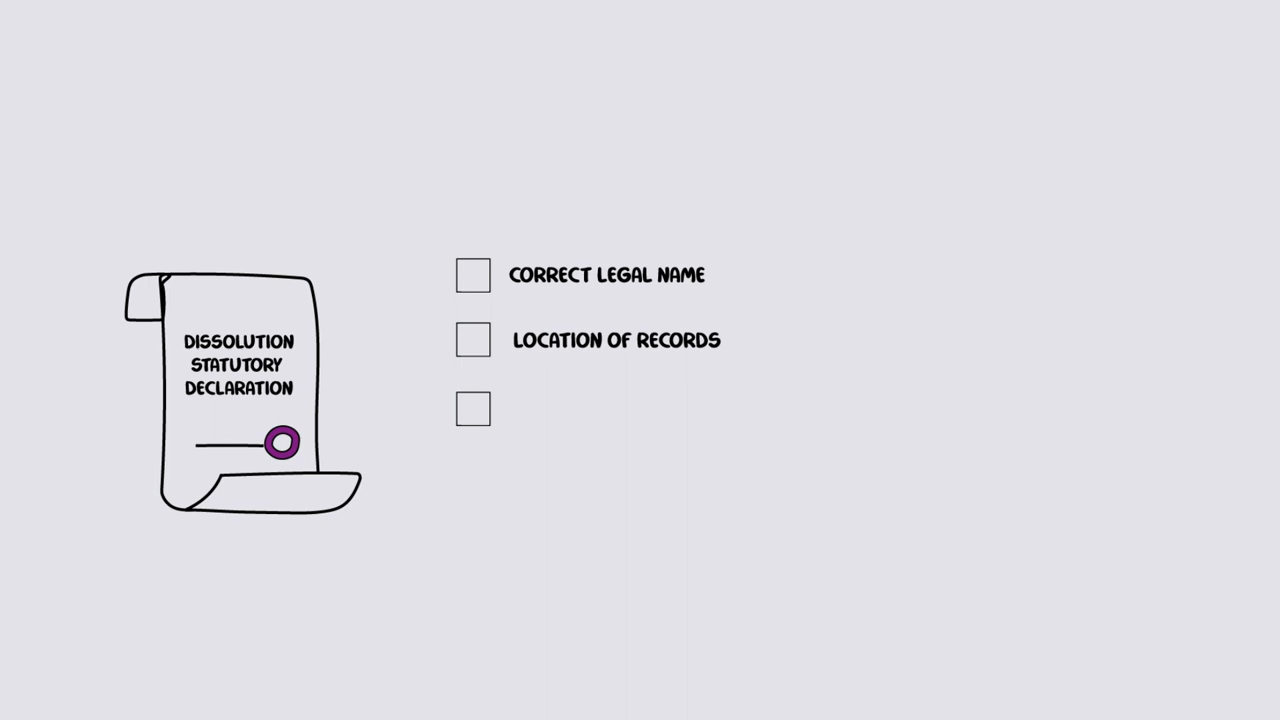 DISSOLUTION
STATUTORY
DECLARATION
CORRECT LEGAL NAME
LOCATION OF RECORDS